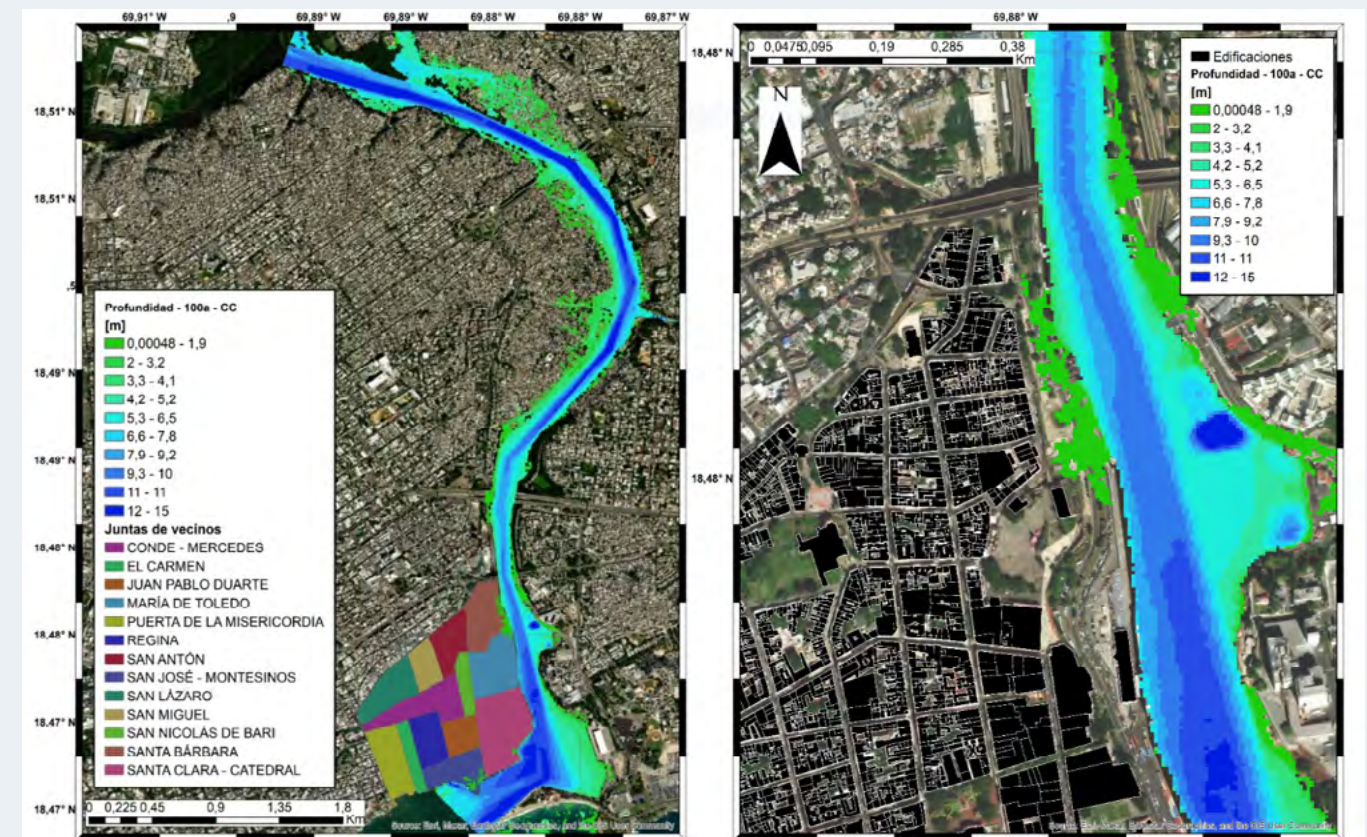 69,91° W ,9 69,89° W 69,89° W 69,88° W 69,88° W 69,87° W
18,51° N
18,51° N
,5
18,49° N
18,49° N
18,48° N
18,48° N
18,47° N
18,47° N
Profundidad - 100a - CC
[m]
0,00048 - 1,9
2 - 3,2
3,3 - 4,1
4,2 - 5,2
5,3 - 6,5
6,6 - 7,8
7,9 - 9,2
9,3 - 10
11 - 11
12 - 15
Juntas de vecinos
CONDE - MERCEDES
EL CARMEN
JUAN PABLO DUARTE
MARÍA DE TOLEDO
PUERTA DE LA MISERICORDIA
REGINA
SAN ANTÓN
SAN JOSÉ - MONTESINOS
SAN LÁZARO
SAN MIGUEL
SAN NICOLAS DE BARI
SANTA BÁRBARA
SANTA CLARA - CATEDRAL
0 0,225 0,45 0,9 1,35 1,8
Km
69,88° W
18,48° N
18,48° N
0 0,0475 0,095 0,19 0,285 0,38
Km
N
Edificaciones
Profundidad - 100a - CC
[m]
0,00048 - 1,9
2 - 3,2
3,3 - 4,1
4,2 - 5,2
5,3 - 6,5
6,6 - 7,8
7,9 - 9,2
9,3 - 10
11 - 11
12 - 15